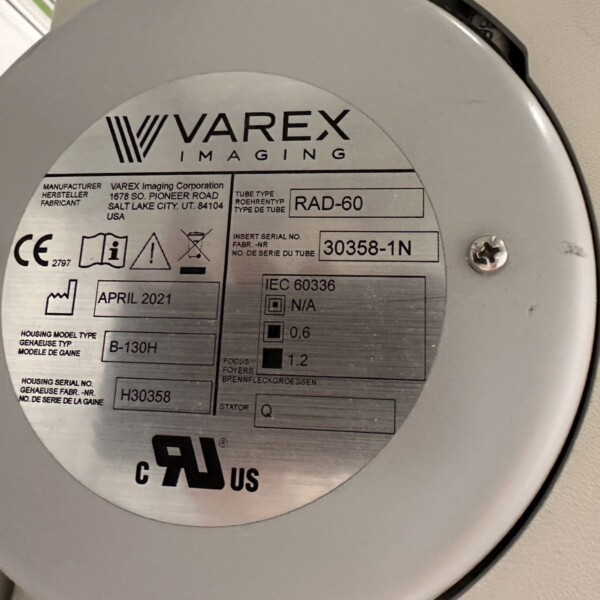 VAREX
IMAGING
MANUFACTURER
HERSTELLER
FABRICANT
VAREX Imaging Corporation
1678 SO. PIONEER ROAD
SALT LAKE CITY, UT. 84104
USA
TUBE TYPE
ROEHRENTYP
TYPE DE TUBE
RAD-60
INSERT SERIAL NO.
FABR. -NR
NO. DE SERIE DU TUBE
30358-1N
CE 2797
APRIL 2021
IEC 60336
N/A
0.6
1.2
FOCUS
FOYERS
BRENNFLECKGROESSEN
HOUSING MODEL TYPE
GEHAEUSE TYP
MODELE DE GAINE
B-130H
HOUSING SERIAL NO.
GEHAEUSE FABR. -NR.
NO. DE SERIE DE LA GAINE
H30358
STATOR
Q
c RU ® US